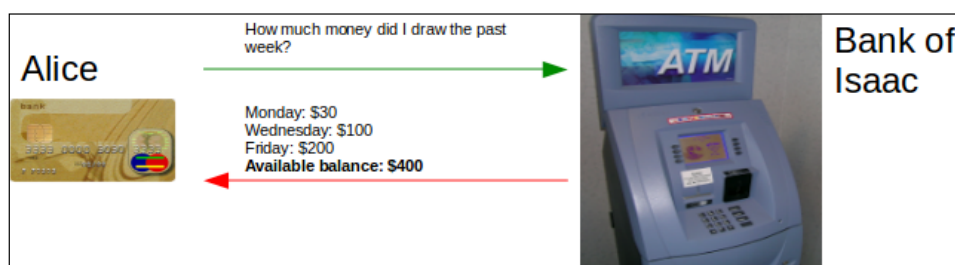 How much money did I draw the past
week?
Alice
Bank of
Isaac
ATM
bank
Monday: $30
Wednesday: $100
Friday: $200
Available balance: $400